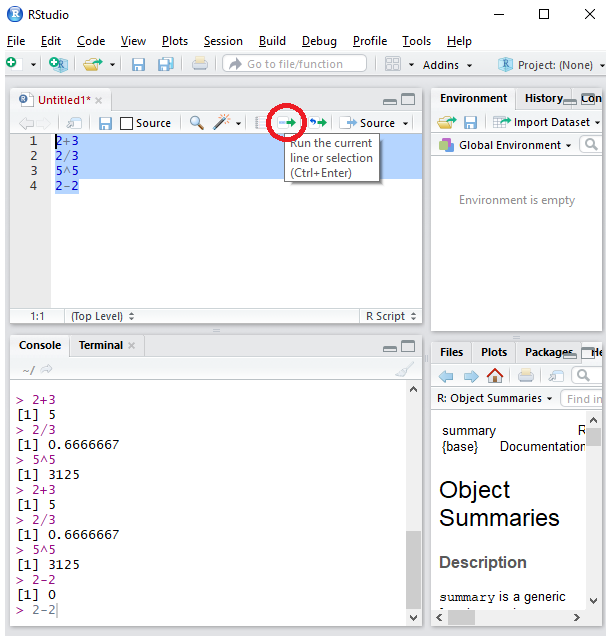 RStudio
File Edit Code View Plots Session Build Debug Profile Tools Help
Go to file/function Addins Project: (None)
Untitled1*
Source Source
Run the current
line or selection
(Ctrl+Enter)
1 2+3
2 2/3
3 5^5
4 2-2
1:1 (Top Level) R Script
Console Terminal
~/
> 2+3
[1] 5
> 2/3
[1] 0.6666667
> 5^5
[1] 3125
> 2+3
[1] 5
> 2/3
[1] 0.6666667
> 5^5
[1] 3125
> 2-2
[1] 0
> 2-2
Environment History Con
Import Dataset
Global Environment
Environment is empty
Files Plots Packages He
R: Object Summaries Find in
summary R
{base} Documentation
Object
Summaries
Description
summary is a generic